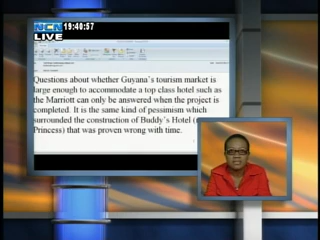 NCN 19:40:57
LIVE
Questions about whether Guyana's tourism market is
large enough to accommodate a top class hotel such as
the Marriott can only be answered when the project is
completed. It is the same kind of pessimism which
surrounded the construction of Buddy's Hotel (
Princess) that was proven wrong with time.